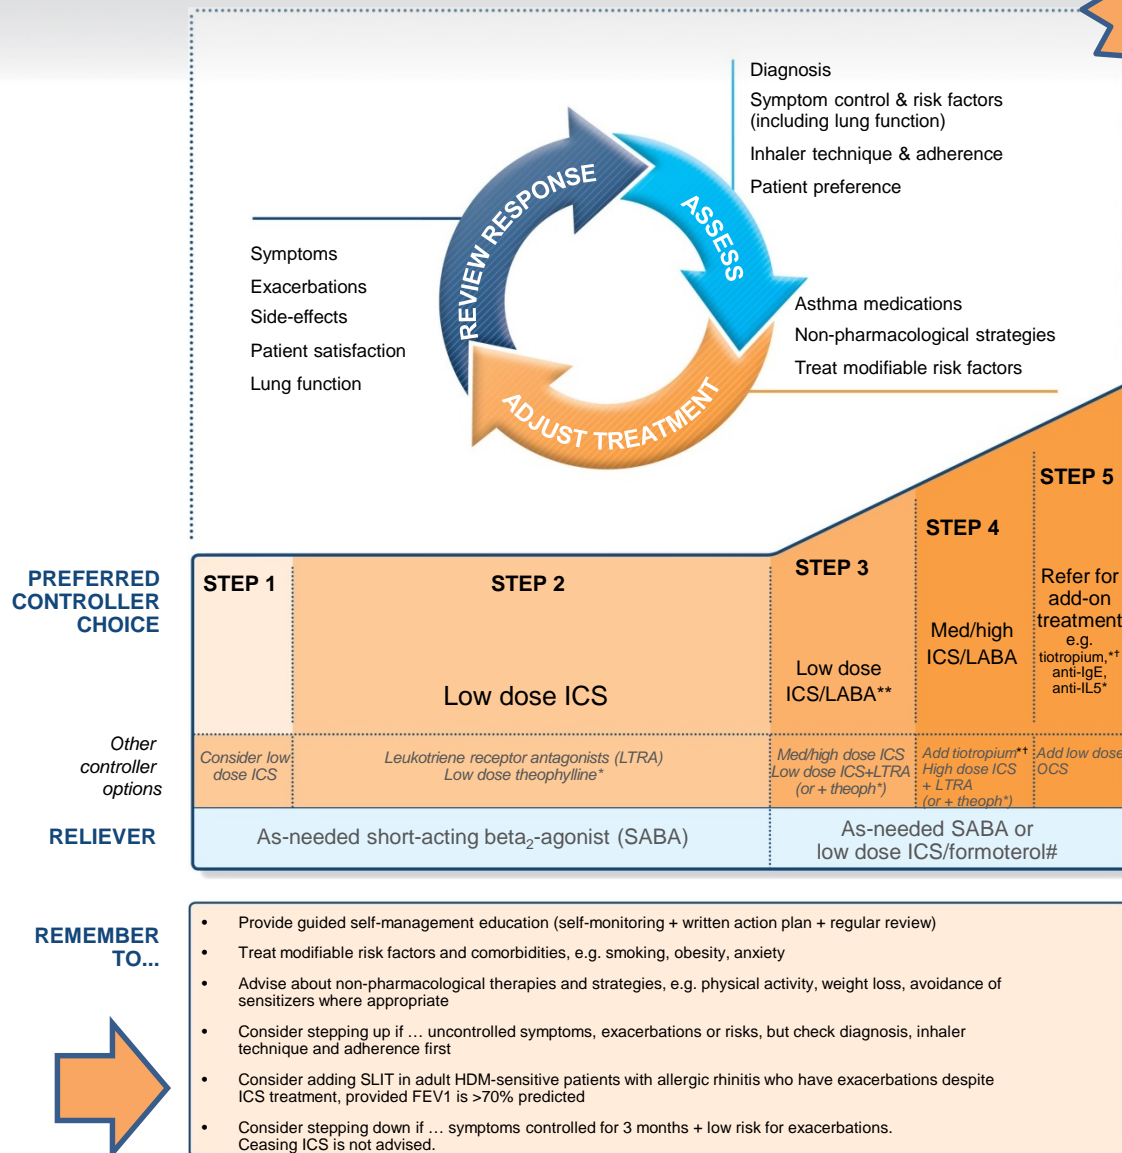 Diagnosis
Symptom control & risk factors
(including lung function)
Inhaler technique & adherence
Patient preference
REVIEW RESPONSE
ASSESS
ADJUST TREATMENT
Symptoms
Exacerbations
Side-effects
Patient satisfaction
Lung function
Asthma medications
Non-pharmacological strategies
Treat modifiable risk factors
PREFERRED
CONTROLLER
CHOICE
STEP 1
STEP 2
Low dose ICS
STEP 3
Low dose
ICS/LABA**
STEP 4
Med/high
ICS/LABA
STEP 5
Refer for
add-on
treatment
e.g.
tiotropium,*†
anti-IgE,
anti-IL5*
Other
controller
options
Consider low
dose ICS
Leukotriene receptor antagonists (LTRA)
Low dose theophylline*
Med/high dose ICS
Low dose ICS+LTRA
(or + theoph*)
Add tiotropium*†
High dose ICS
+ LTRA
(or + theoph*)
Add low dose
OCS
RELIEVER
As-needed short-acting beta₂-agonist (SABA)
As-needed SABA or
low dose ICS/formoterol#
REMEMBER
TO...
• Provide guided self-management education (self-monitoring + written action plan + regular review)
• Treat modifiable risk factors and comorbidities, e.g. smoking, obesity, anxiety
• Advise about non-pharmacological therapies and strategies, e.g. physical activity, weight loss, avoidance of
sensitizers where appropriate
• Consider stepping up if … uncontrolled symptoms, exacerbations or risks, but check diagnosis, inhaler
technique and adherence first
• Consider adding SLIT in adult HDM-sensitive patients with allergic rhinitis who have exacerbations despite
ICS treatment, provided FEV1 is >70% predicted
• Consider stepping down if … symptoms controlled for 3 months + low risk for exacerbations.
Ceasing ICS is not advised.